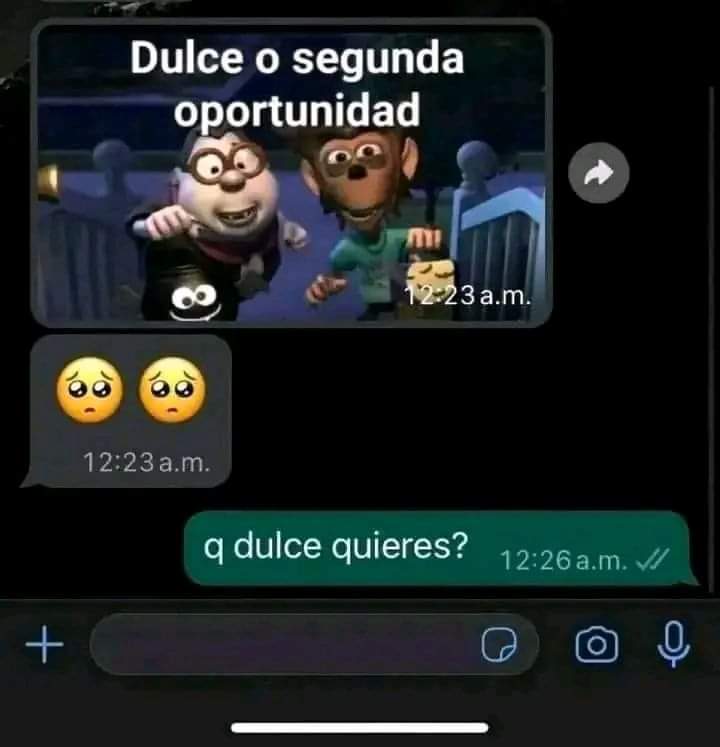 Dulce o segunda
oportunidad
12:23 a.m.
🥺🥺
12:23 a.m.
q dulce quieres?
12:26 a.m.